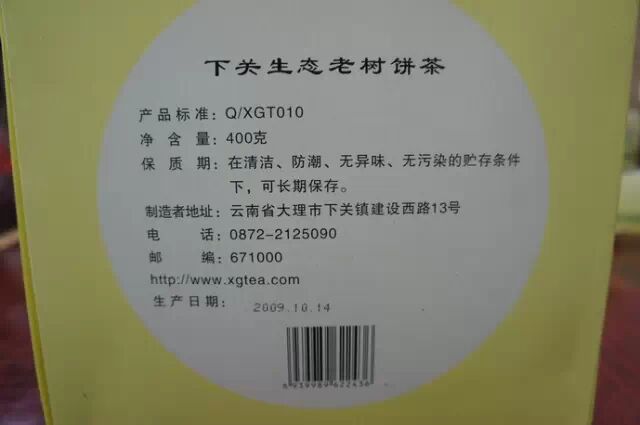 下关生态老树饼茶
产品标准：Q/XGT010
净含量：400克
保质期：在清洁、防潮、无异味、无污染的贮存条件
下，可长期保存。
制造者地址：云南省大理市下关镇建设西路13号
电话：0872-2125090
邮编：671000
http://www.xgtea.com
生产日期：2009.10.14
6939989622436